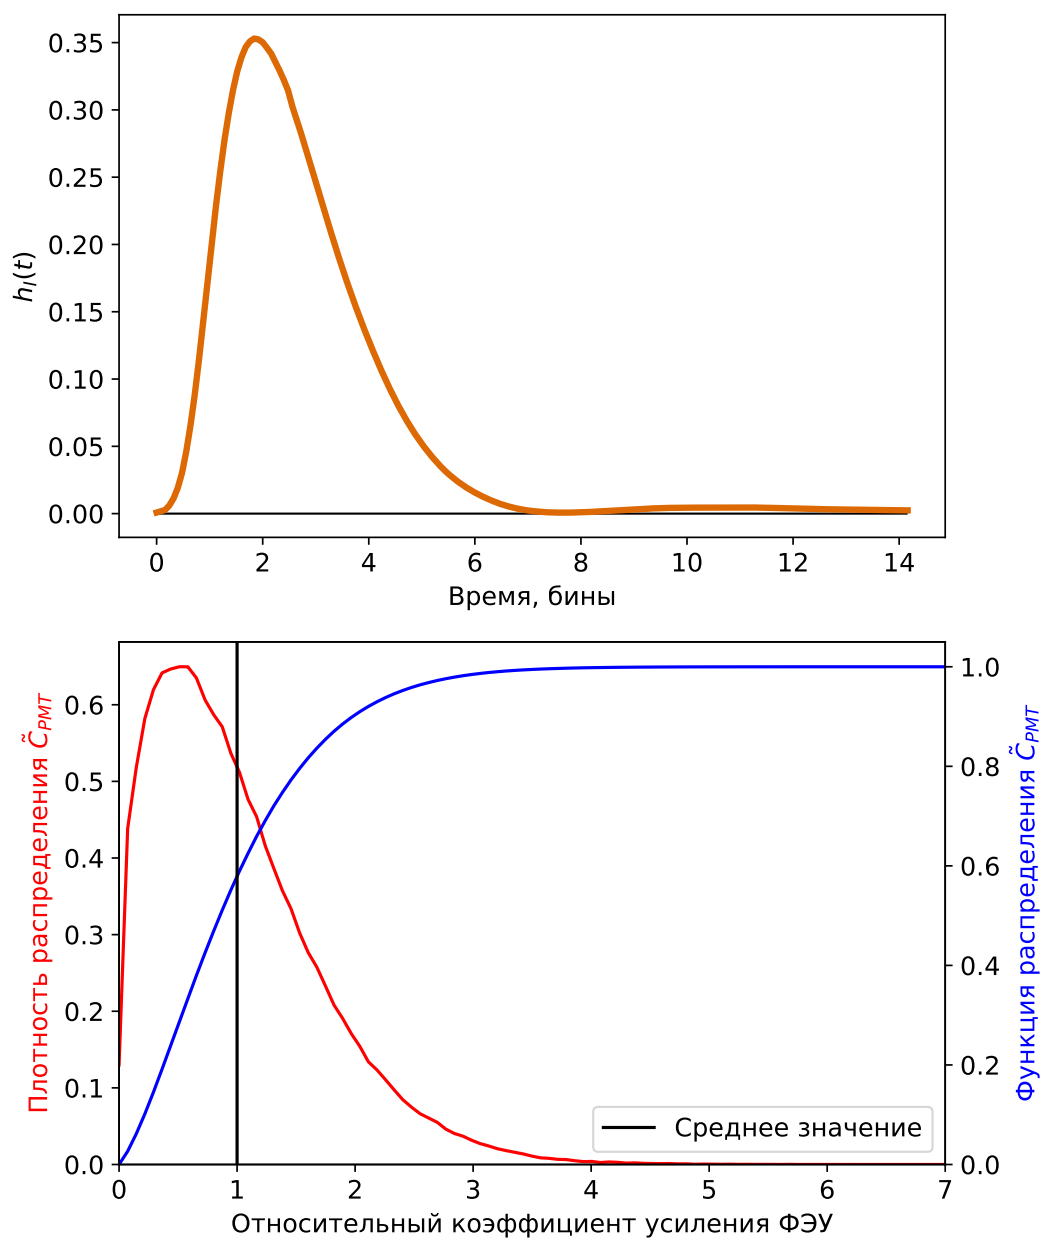 0.35
0.30
0.25
0.20
0.15
0.10
0.05
0.00
h_I(t)
0 2 4 6 8 10 12 14
Время, бины
0.6
0.5
0.4
0.3
0.2
0.1
0.0
Плотность распределения C̃_PMT
1.0
0.8
0.6
0.4
0.2
0.0
Функция распределения C̃_PMT
Среднее значение
0 1 2 3 4 5 6 7
Относительный коэффициент усиления ФЭУ